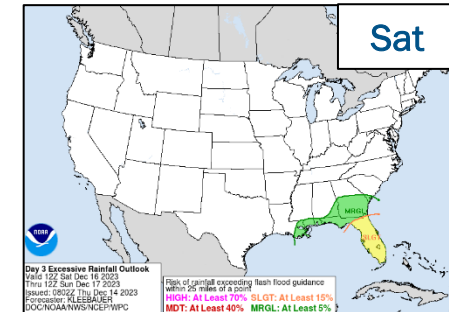 Sat
MRGL
SLGT
NOAA
Day 3 Excessive Rainfall Outlook
Valid 12Z Sat Dec 16 2023
Thru 12Z Sun Dec 17 2023
Issued: 0802Z Thu Dec 14 2023
Forecaster: KLEEBAUER
DOC/NOAA/NWS/NCEP/WPC
Risk of rainfall exceeding flash flood guidance
within 25 miles of a point
HIGH: At Least 70% SLGT: At Least 15%
MDT: At Least 40% MRGL: At Least 5%